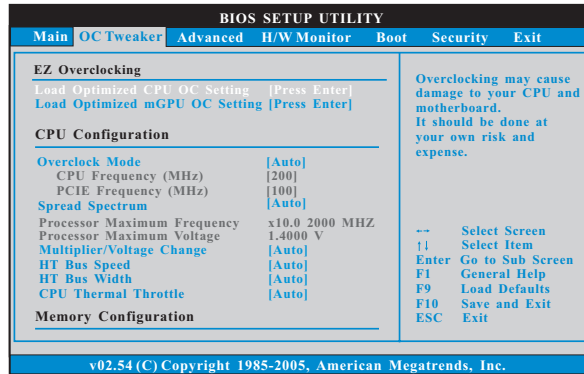 BIOS SETUP UTILITY
Main OC Tweaker Advanced H/W Monitor Boot Security Exit
EZ Overclocking
Load Optimized CPU OC Setting [Press Enter]
Load Optimized mGPU OC Setting [Press Enter]
CPU Configuration
Overclock Mode [Auto]
CPU Frequency (MHz) [200]
PCIE Frequency (MHz) [100]
Spread Spectrum [Auto]
Processor Maximum Frequency x10.0 2000 MHZ
Processor Maximum Voltage 1.4000 V
Multiplier/Voltage Change [Auto]
HT Bus Speed [Auto]
HT Bus Width [Auto]
CPU Thermal Throttle [Auto]
Memory Configuration
Overclocking may cause
damage to your CPU and
motherboard.
It should be done at
your own risk and
expense.
←→ Select Screen
↑↓ Select Item
Enter Go to Sub Screen
F1 General Help
F9 Load Defaults
F10 Save and Exit
ESC Exit
v02.54 (C) Copyright 1985-2005, American Megatrends, Inc.